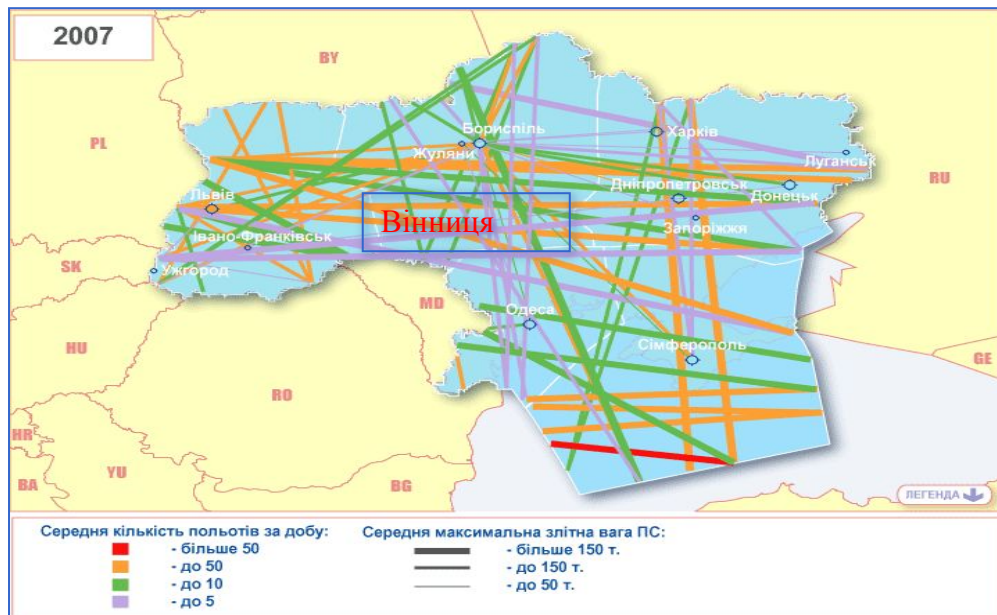 2007
BY
PL
Бориспіль
Жуляни
Харків
Луганськ
Львів
Дніпропетровськ
Донецьк
RU
Вінниця
Запоріжжя
Івано-Франківськ
SK
Ужгород
MD
Одеса
HU
Сімферополь
GE
RO
HR
YU
BA
BG
ЛЕГЕНДА
Середня кількість польотів за добу:
- більше 50
- до 50
- до 10
- до 5
Середня максимальна злітна вага ПС:
- більше 150 т.
- до 150 т.
- до 50 т.